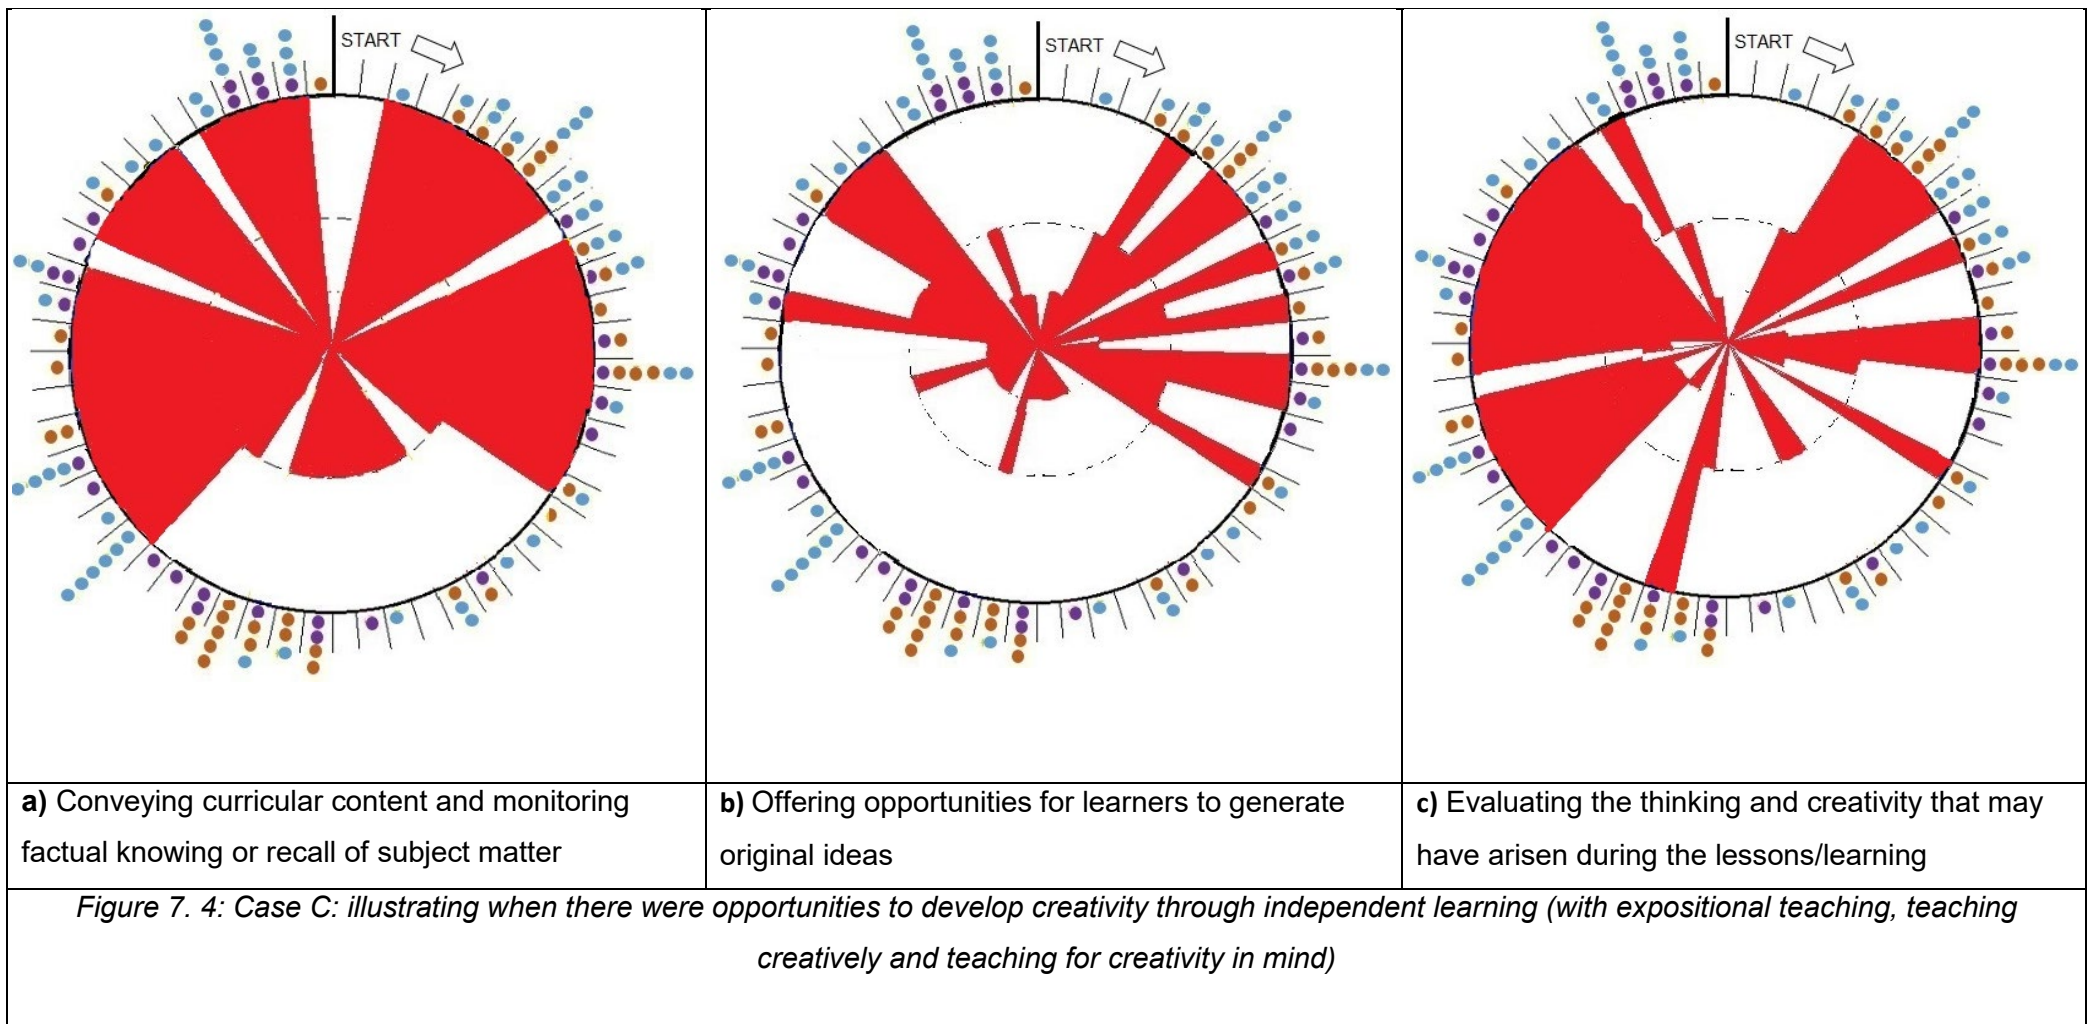 START
START
START
a) Conveying curricular content and monitoring
factual knowing or recall of subject matter
b) Offering opportunities for learners to generate
original ideas
c) Evaluating the thinking and creativity that may
have arisen during the lessons/learning
Figure 7. 4: Case C: illustrating when there were opportunities to develop creativity through independent learning (with expositional teaching, teaching
creatively and teaching for creativity in mind)